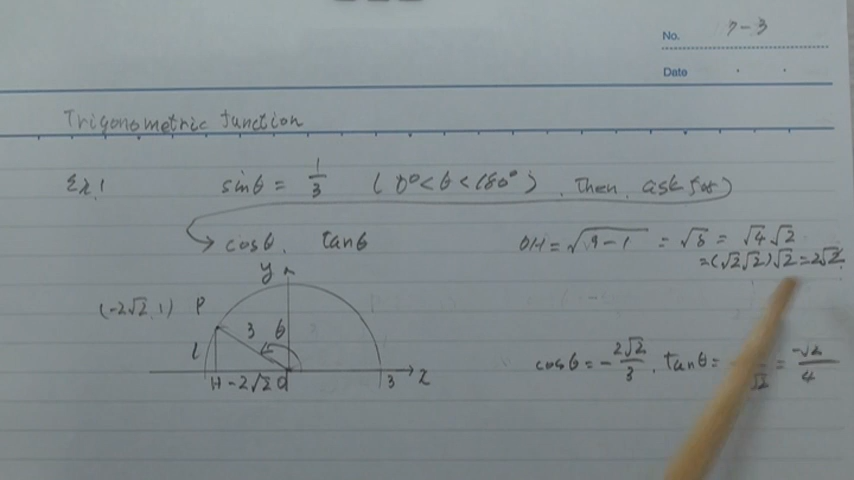 No. 7-3
Date . .
Trigonometric function
Ex.1 sinθ = 1/3 (0°<θ<180°). Then, ask for
cosθ. tanθ
OH = √9-1 = √8 = √4√2
=(√2√2)√2=2√2
y
(-2√2, 1) P
3 θ
1
H -2√2 O 3 x
cosθ = - 2√2/3, tanθ = - /√2 = -√2/4